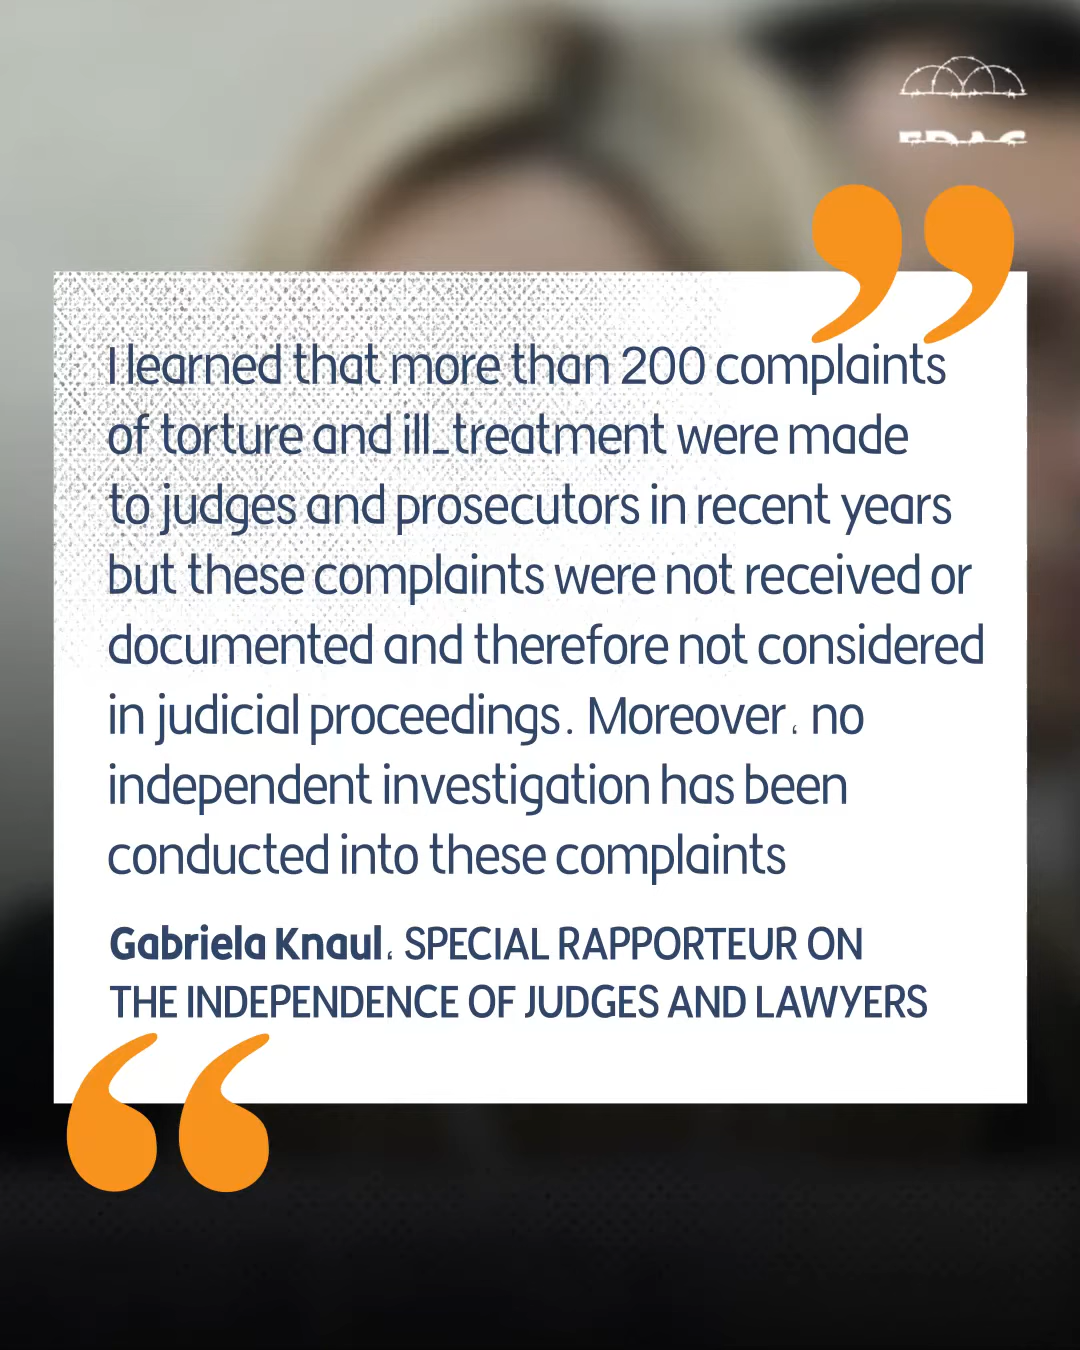 I learned that more than 200 complaints
of torture and ill_treatment were made
to judges and prosecutors in recent years
but these complaints were not received or
documented and therefore not considered
in judicial proceedings. Moreover، no
independent investigation has been
conducted into these complaints
Gabriela Knaul، SPECIAL RAPPORTEUR ON
THE INDEPENDENCE OF JUDGES AND LAWYERS